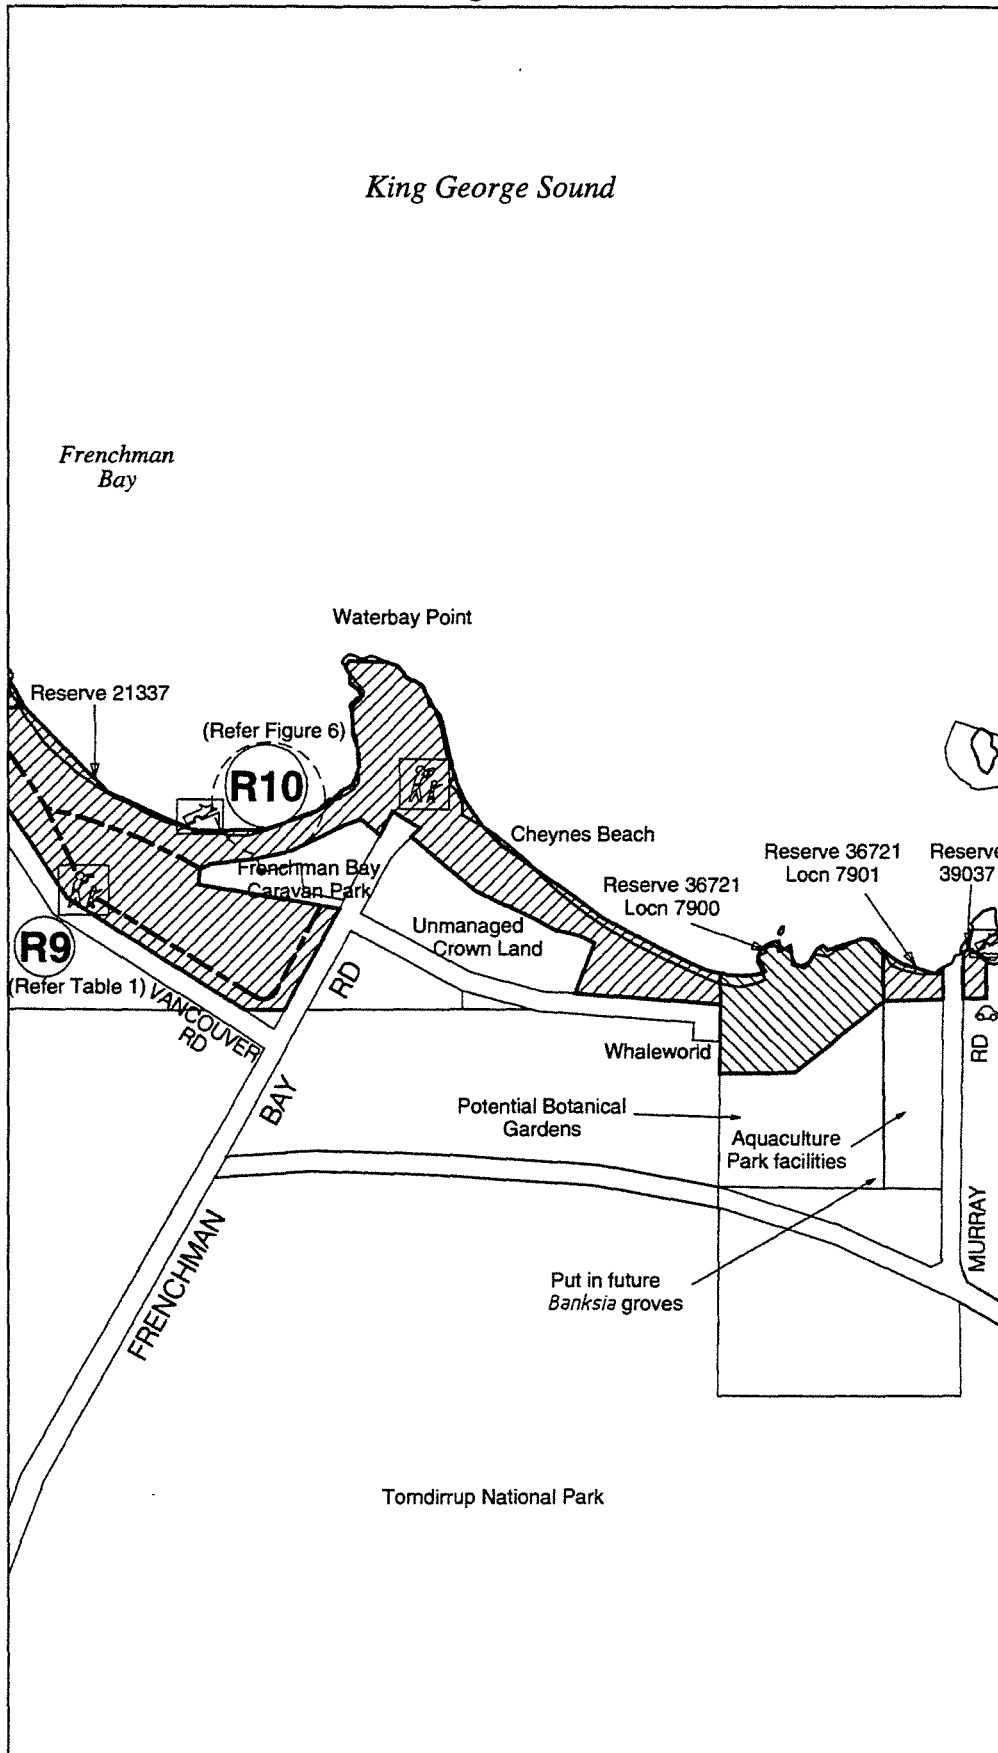 King George Sound
Frenchman
Bay
Waterbay Point
Reserve 21337
(Refer Figure 6)
R10
Cheynes Beach
Reserve 36721
Locn 7901
Reserve
39037
Reserve 36721
Locn 7900
Frenchman Bay
Caravan Park
Unmanaged
Crown Land
R9
(Refer Table 1)
VANCOUVER
RD
RD
BAY
FRENCHMAN
Whaleworld
RD
MURRAY
Potential Botanical
Gardens
Aquaculture
Park facilities
Put in future
Banksia groves
Torndirrup National Park